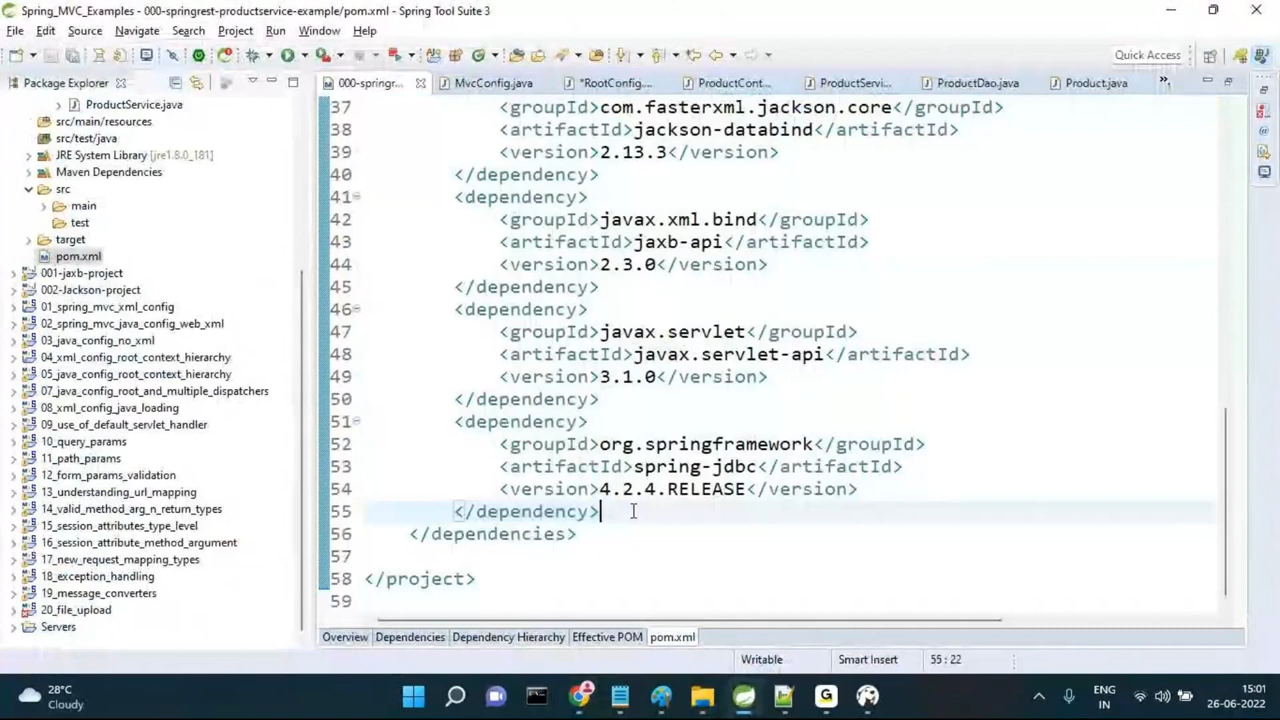 Spring_MVC_Examples - 000-springrest-productservice-example/pom.xml - Spring Tool Suite 3
File Edit Source Navigate Search Project Run Window Help
Quick Access
Package Explorer
000-springr... MvcConfig.java *RootConfig.... ProductCont... ProductServi... ProductDao.java Product.java
ProductService.java
src/main/resources
src/test/java
JRE System Library [jre1.8.0_181]
Maven Dependencies
src
main
test
target
pom.xml
001-jaxb-project
002-Jackson-project
01_spring_mvc_xml_config
02_spring_mvc_java_config_web_xml
03_java_config_no_xml
04_xml_config_root_context_hierarchy
05_java_config_root_context_hierarchy
07_java_config_root_and_multiple_dispatchers
08_xml_config_java_loading
09_use_of_default_servlet_handler
10_query_params
11_path_params
12_form_params_validation
13_understanding_url_mapping
14_valid_method_arg_n_return_types
15_session_attributes_type_level
16_session_attribute_method_argument
17_new_request_mapping_types
18_exception_handling
19_message_converters
20_file_upload
Servers
37 <groupId>com.fasterxml.jackson.core</groupId>
38 <artifactId>jackson-databind</artifactId>
39 <version>2.13.3</version>
40 </dependency>
41 <dependency>
42 <groupId>javax.xml.bind</groupId>
43 <artifactId>jaxb-api</artifactId>
44 <version>2.3.0</version>
45 </dependency>
46 <dependency>
47 <groupId>javax.servlet</groupId>
48 <artifactId>javax.servlet-api</artifactId>
49 <version>3.1.0</version>
50 </dependency>
51 <dependency>
52 <groupId>org.springframework</groupId>
53 <artifactId>spring-jdbc</artifactId>
54 <version>4.2.4.RELEASE</version>
55 </dependency>
56 </dependencies>
57
58 </project>
59
Overview Dependencies Dependency Hierarchy Effective POM pom.xml
Writable Smart Insert 55 : 22
28°C
Cloudy
ENG
IN
15:01
26-06-2022